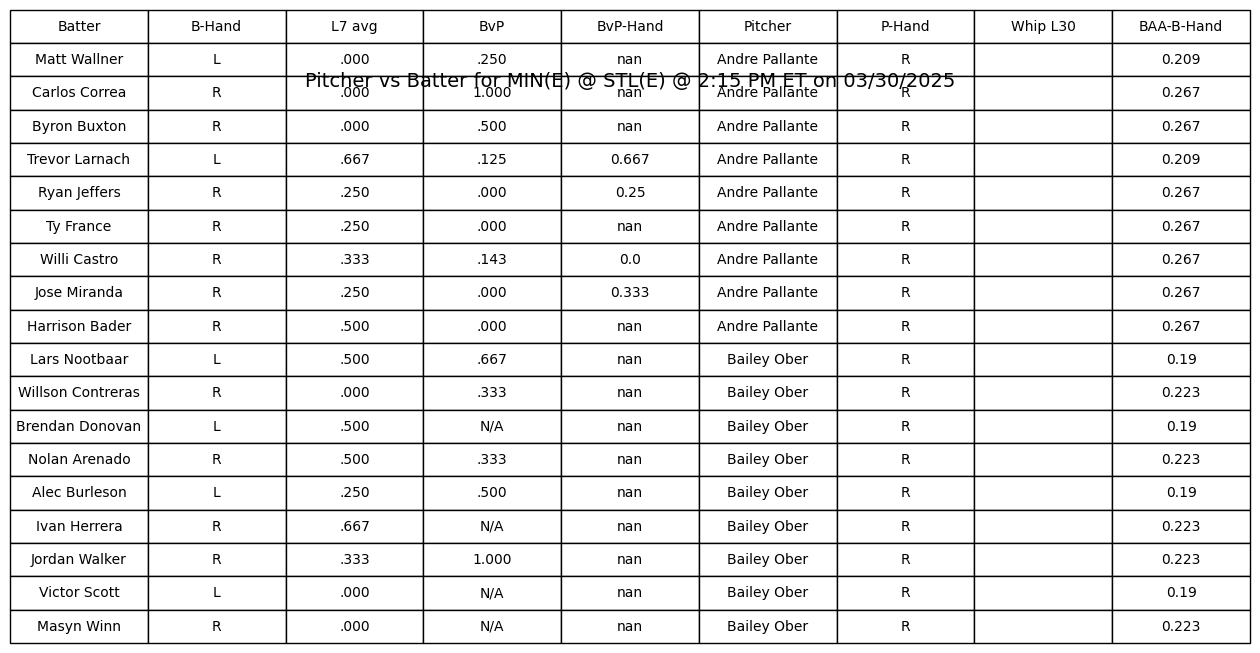 Batter B-Hand L7 avg BvP BvP-Hand Pitcher P-Hand Whip L30 BAA-B-Hand
Matt Wallner L .000 .250 nan Andre Pallante R 0.209
Pitcher vs Batter for MIN(E) @ STL(E) @ 2:15 PM ET on 03/30/2025
Carlos Correa R .000 1.000 nan Andre Pallante R 0.267
Byron Buxton R .000 .500 nan Andre Pallante R 0.267
Trevor Larnach L .667 .125 0.667 Andre Pallante R 0.209
Ryan Jeffers R .250 .000 0.25 Andre Pallante R 0.267
Ty France R .250 .000 nan Andre Pallante R 0.267
Willi Castro R .333 .143 0.0 Andre Pallante R 0.267
Jose Miranda R .250 .000 0.333 Andre Pallante R 0.267
Harrison Bader R .500 .000 nan Andre Pallante R 0.267
Lars Nootbaar L .500 .667 nan Bailey Ober R 0.19
Willson Contreras R .000 .333 nan Bailey Ober R 0.223
Brendan Donovan L .500 N/A nan Bailey Ober R 0.19
Nolan Arenado R .500 .333 nan Bailey Ober R 0.223
Alec Burleson L .250 .500 nan Bailey Ober R 0.19
Ivan Herrera R .667 N/A nan Bailey Ober R 0.223
Jordan Walker R .333 1.000 nan Bailey Ober R 0.223
Victor Scott L .000 N/A nan Bailey Ober R 0.19
Masyn Winn R .000 N/A nan Bailey Ober R 0.223